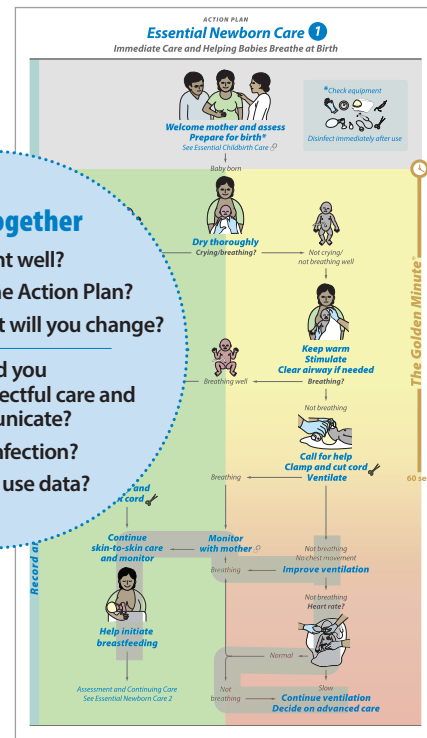 ACTION PLAN
Essential Newborn Care 1
Immediate Care and Helping Babies Breathe at Birth
*Check equipment
Disinfect immediately after use
Welcome mother and assess
Prepare for birth*
See Essential Childbirth Care
Baby born
Dry thoroughly
Crying/breathing?
Not crying/
not breathing well
The Golden Minute®
Keep warm
Stimulate
Clear airway if needed
Breathing?
Breathing well
Not breathing
Call for help
Clamp and cut cord
Ventilate
60 se
Breathing
and
cord
Continue
skin-to-skin care
and monitor
Monitor
with mother
Not breathing
No chest movement
Breathing
Improve ventilation
Not breathing
Heart rate?
Help initiate
breastfeeding
Normal
Assessment and Continuing Care
See Essential Newborn Care 2
Not
breathing
Slow
Continue ventilation
Decide on advanced care
Record a
ogether
nt well?
he Action Plan?
t will you change?
d you
ectful care and
unicate?
nfection?
use data?